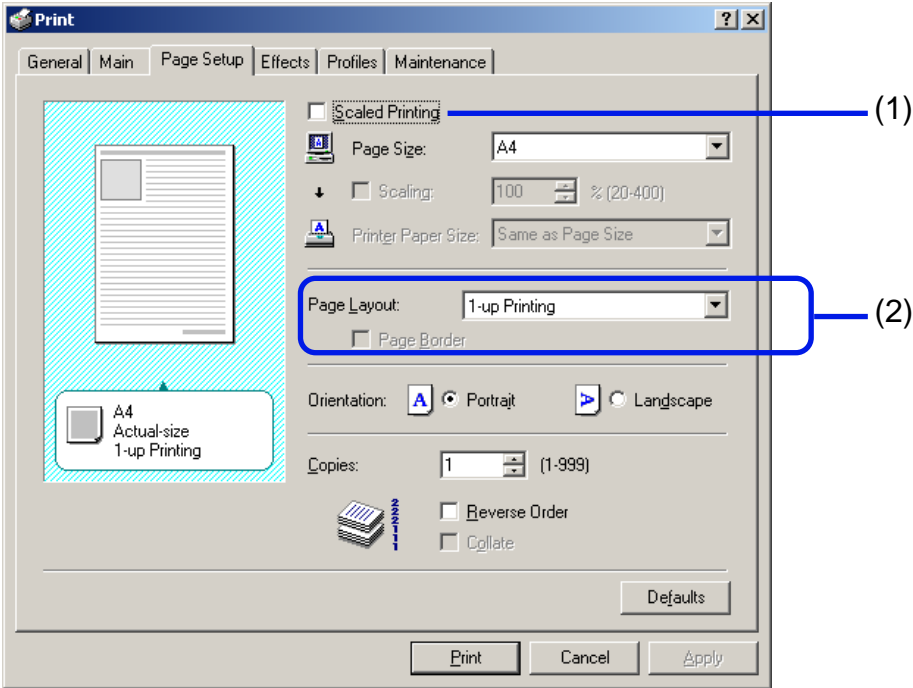 Print
General Main Page Setup Effects Profiles Maintenance
Scaled Printing (1)
Page Size: A4
Scaling: 100 % (20-400)
Printer Paper Size: Same as Page Size
Page Layout: 1-up Printing (2)
Page Border
Orientation: A Portrait A Landscape
A4
Actual-size
1-up Printing
Copies: 1 (1-999)
222111
Reverse Order
Collate
Defaults
Print Cancel Apply